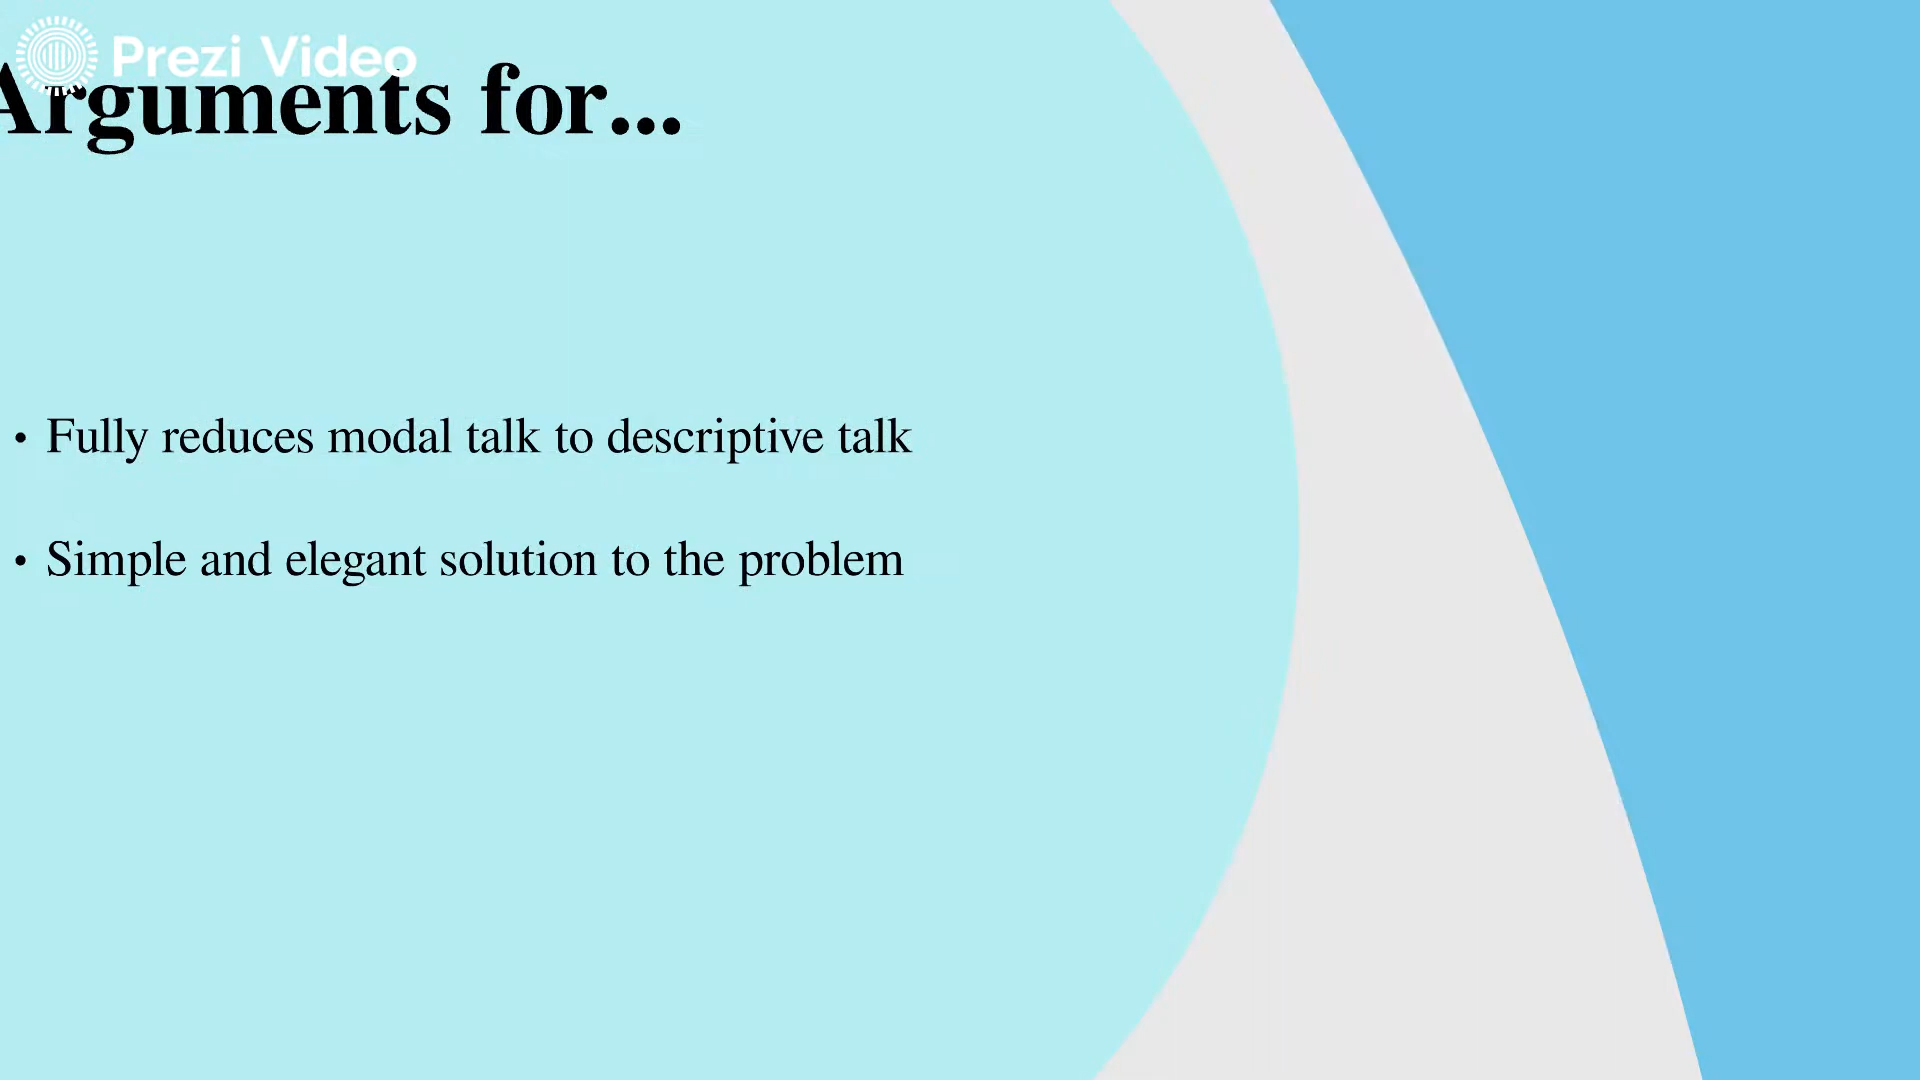 Prezi Video
Arguments for...
• Fully reduces modal talk to descriptive talk
• Simple and elegant solution to the problem